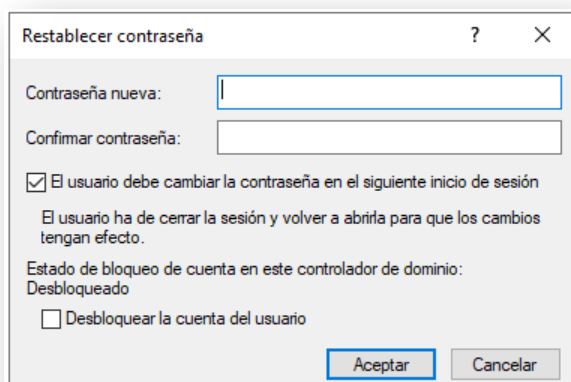 Restablecer contraseña
Contraseña nueva:
Confirmar contraseña:
El usuario debe cambiar la contraseña en el siguiente inicio de sesión
El usuario ha de cerrar la sesión y volver a abrirla para que los cambios
tengan efecto.
Estado de bloqueo de cuenta en este controlador de dominio:
Desbloqueado
Desbloquear la cuenta del usuario
Aceptar Cancelar